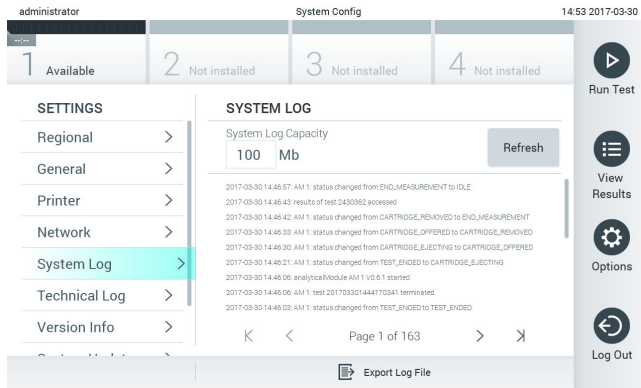 administrator System Config 14:53 2017-03-30
--:--
1 Available 2 Not installed 3 Not installed 4 Not installed
Run Test
SETTINGS
Regional
General
Printer
Network
System Log
Technical Log
Version Info
SYSTEM LOG
System Log Capacity
100 Mb
Refresh
2017-03-30 14:46:57: AM 1: status changed from END_MEASUREMENT to IDLE
2017-03-30 14:46:43: results of test 2430362 accessed
2017-03-30 14:46:42: AM 1: status changed from CARTRIDGE_REMOVED to END_MEASUREMENT
2017-03-30 14:46:33: AM 1: status changed from CARTRIDGE_OFFERED to CARTRIDGE_REMOVED
2017-03-30 14:46:30: AM 1: status changed from CARTRIDGE_EJECTING to CARTRIDGE_OFFERED
2017-03-30 14:46:21: AM 1: status changed from TEST_ENDED to CARTRIDGE_EJECTING
2017-03-30 14:46:06: analyticalModule AM 1 V0.6.1 started
2017-03-30 14:46:06: AM 1: test 201703301444170341 terminated
2017-03-30 14:46:03: AM 1: status changed from TEST_ENDED to TEST_ENDED
Page 1 of 163
Export Log File
View
Results
Options
Log Out